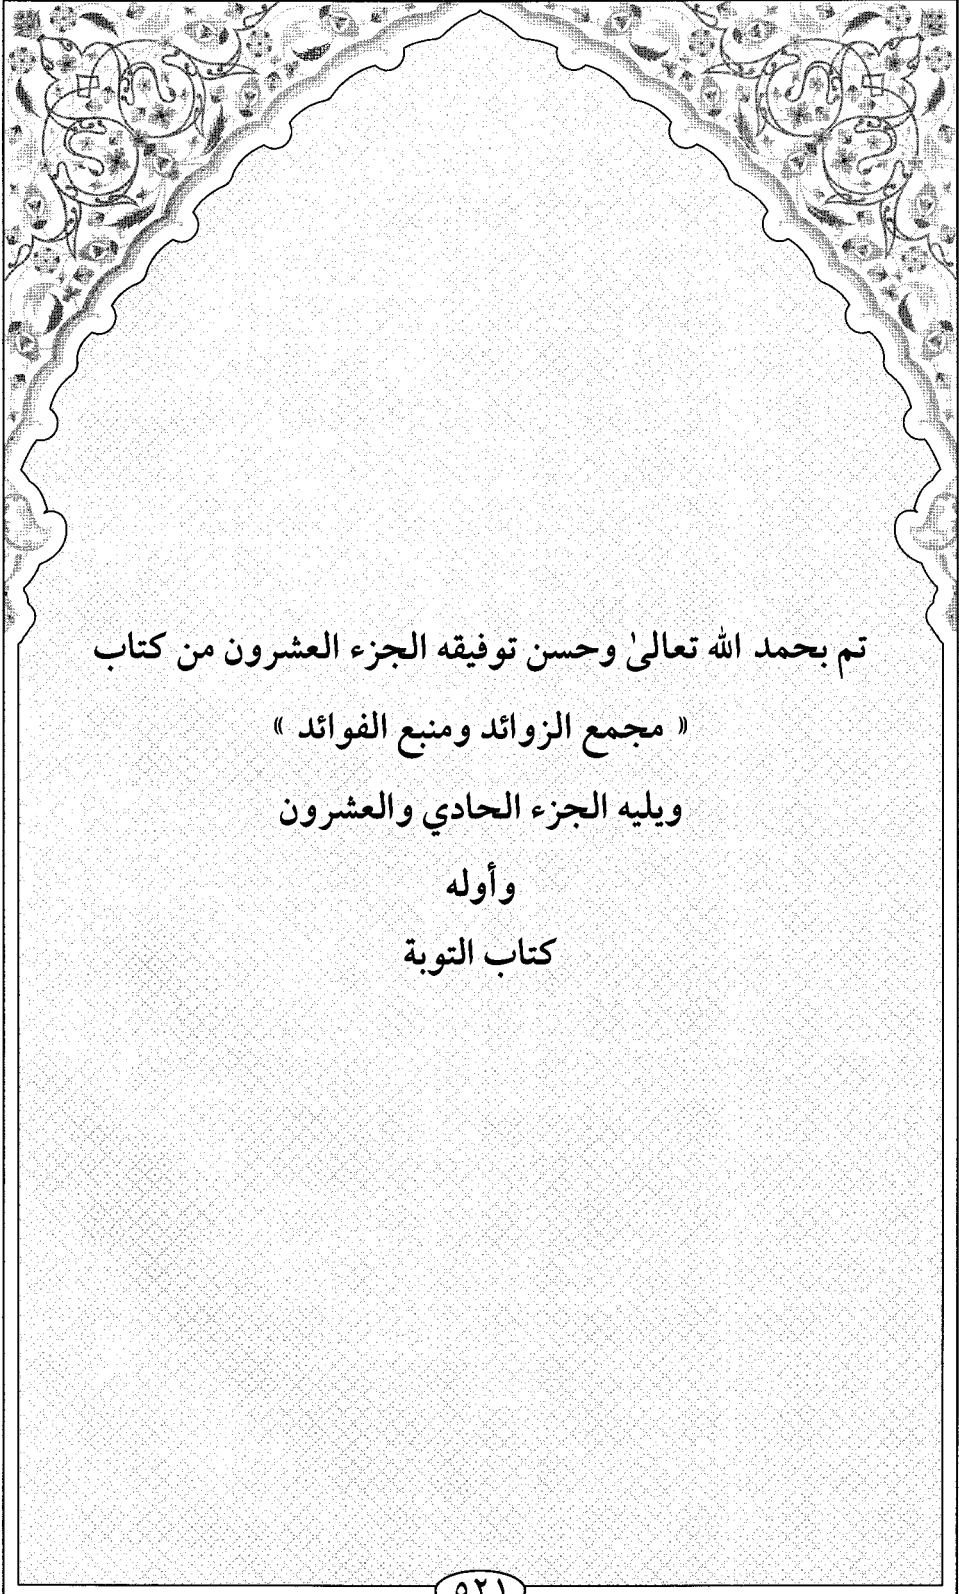 تم بحمد الله تعالىٰ وحسن توفيقه الجزء العشرون من كتاب
« مجمع الزوائد ومنبع الفوائد »
ويليه الجزء الحادي والعشرون
وأوله
كتاب التوبة
٥٢١